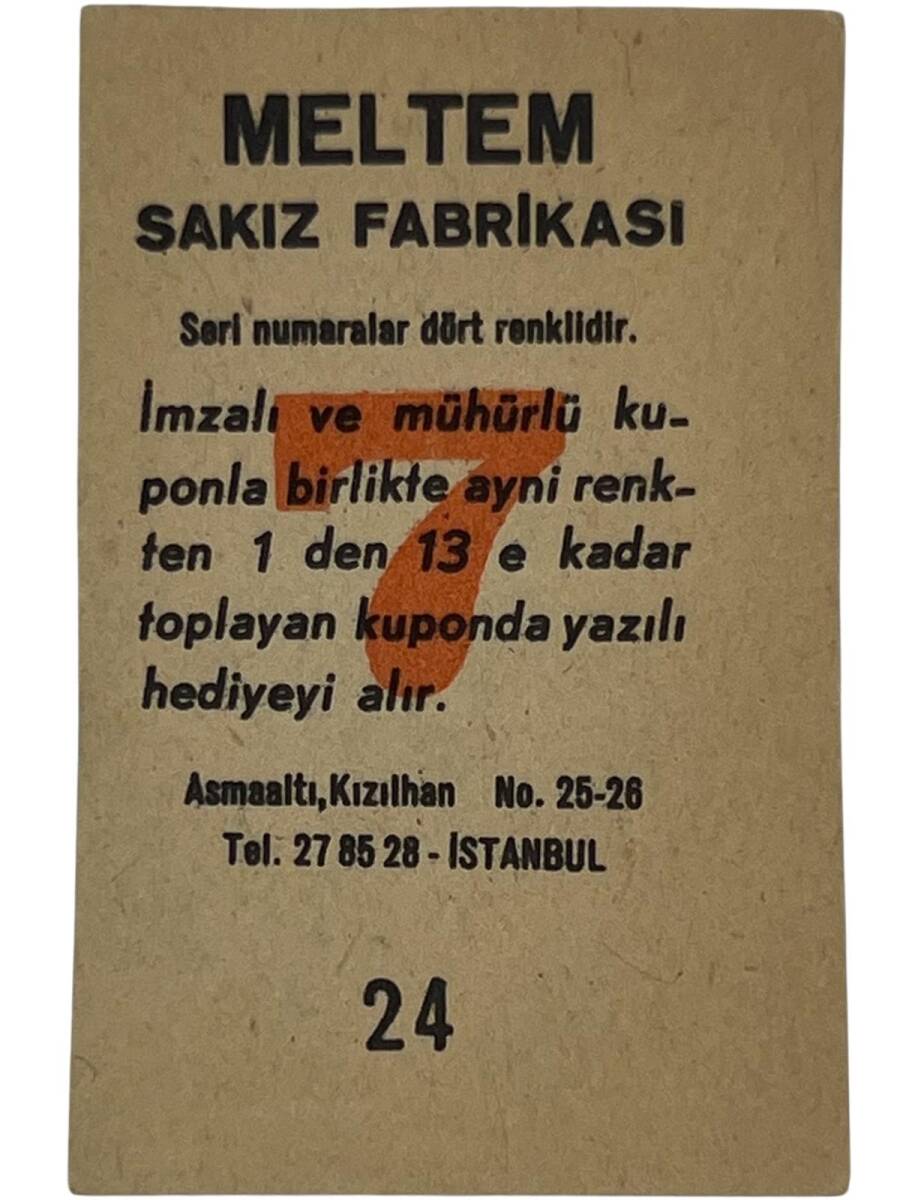 MELTEM
SAKIZ FABRİKASI
Seri numaralar dört renklidir.
7
İmzalı ve mühürlü ku-
ponla birlikte ayni renk-
ten 1 den 13 e kadar
toplayan kuponda yazılı
hediyeyi alır.
Asmaaltı, Kızılhan No. 25-26
Tel. 27 85 28 - İSTANBUL
24